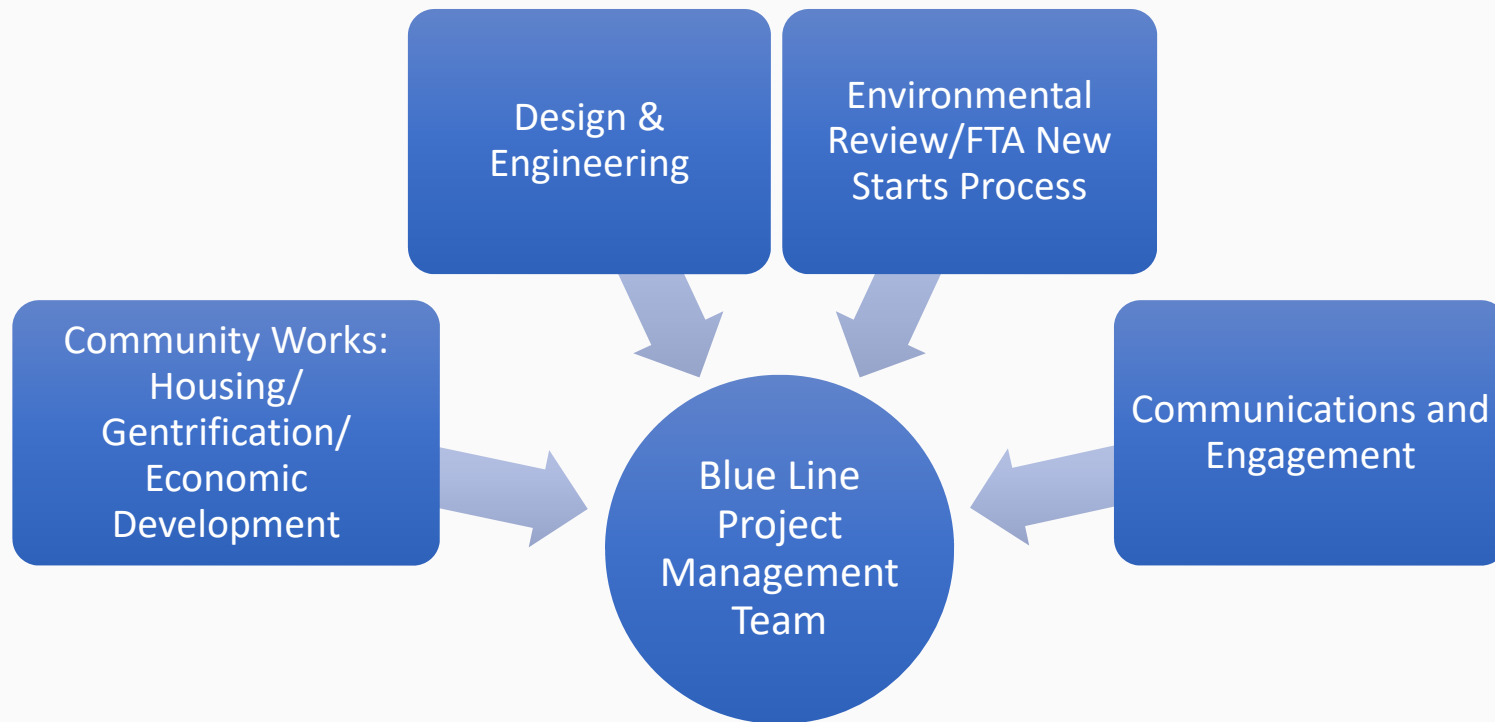 Design &
Engineering
Environmental
Review/FTA New
Starts Process
Community Works:
Housing/
Gentrification/
Economic
Development
Communications and
Engagement
Blue Line
Project
Management
Team